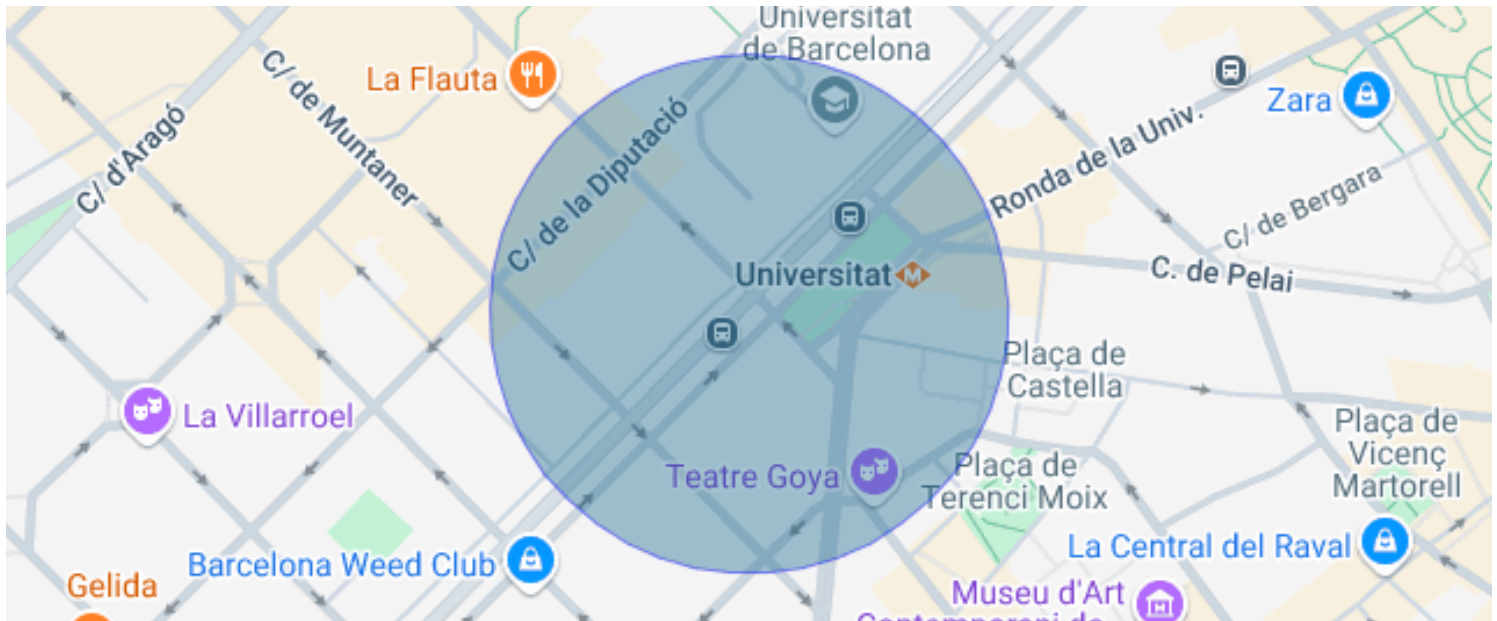 Universitat
de Barcelona
La Flauta
Zara
C/ de Muntaner
C/ d'Aragó
C/ de la Diputació
Ronda de la Univ.
C/ de Bergara
Universitat
M
C. de Pelai
Plaça de
Castella
La Villarroel
Plaça de
Vicenç
Martorell
Teatre Goya
Plaça de
Terenci Moix
La Central del Raval
Barcelona Weed Club
Gelida
Museu d'Art
Contemporani de